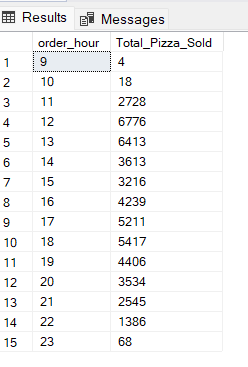 Results Messages
order_hour Total_Pizza_Sold
1 9 4
2 10 18
3 11 2728
4 12 6776
5 13 6413
6 14 3613
7 15 3216
8 16 4239
9 17 5211
10 18 5417
11 19 4406
12 20 3534
13 21 2545
14 22 1386
15 23 68